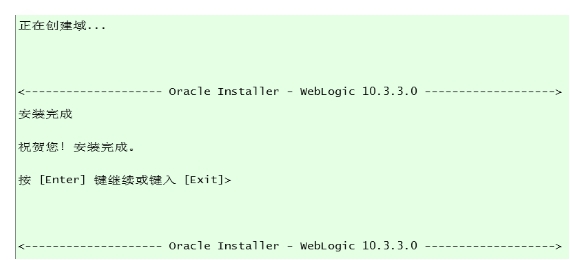 正在创建域...
<------------------- Oracle Installer - WebLogic 10.3.3.0 ------------------>
安装完成
祝贺您! 安装完成。
按 [Enter] 键继续或键入 [Exit]>
<------------------- Oracle Installer - WebLogic 10.3.3.0 ------------------>